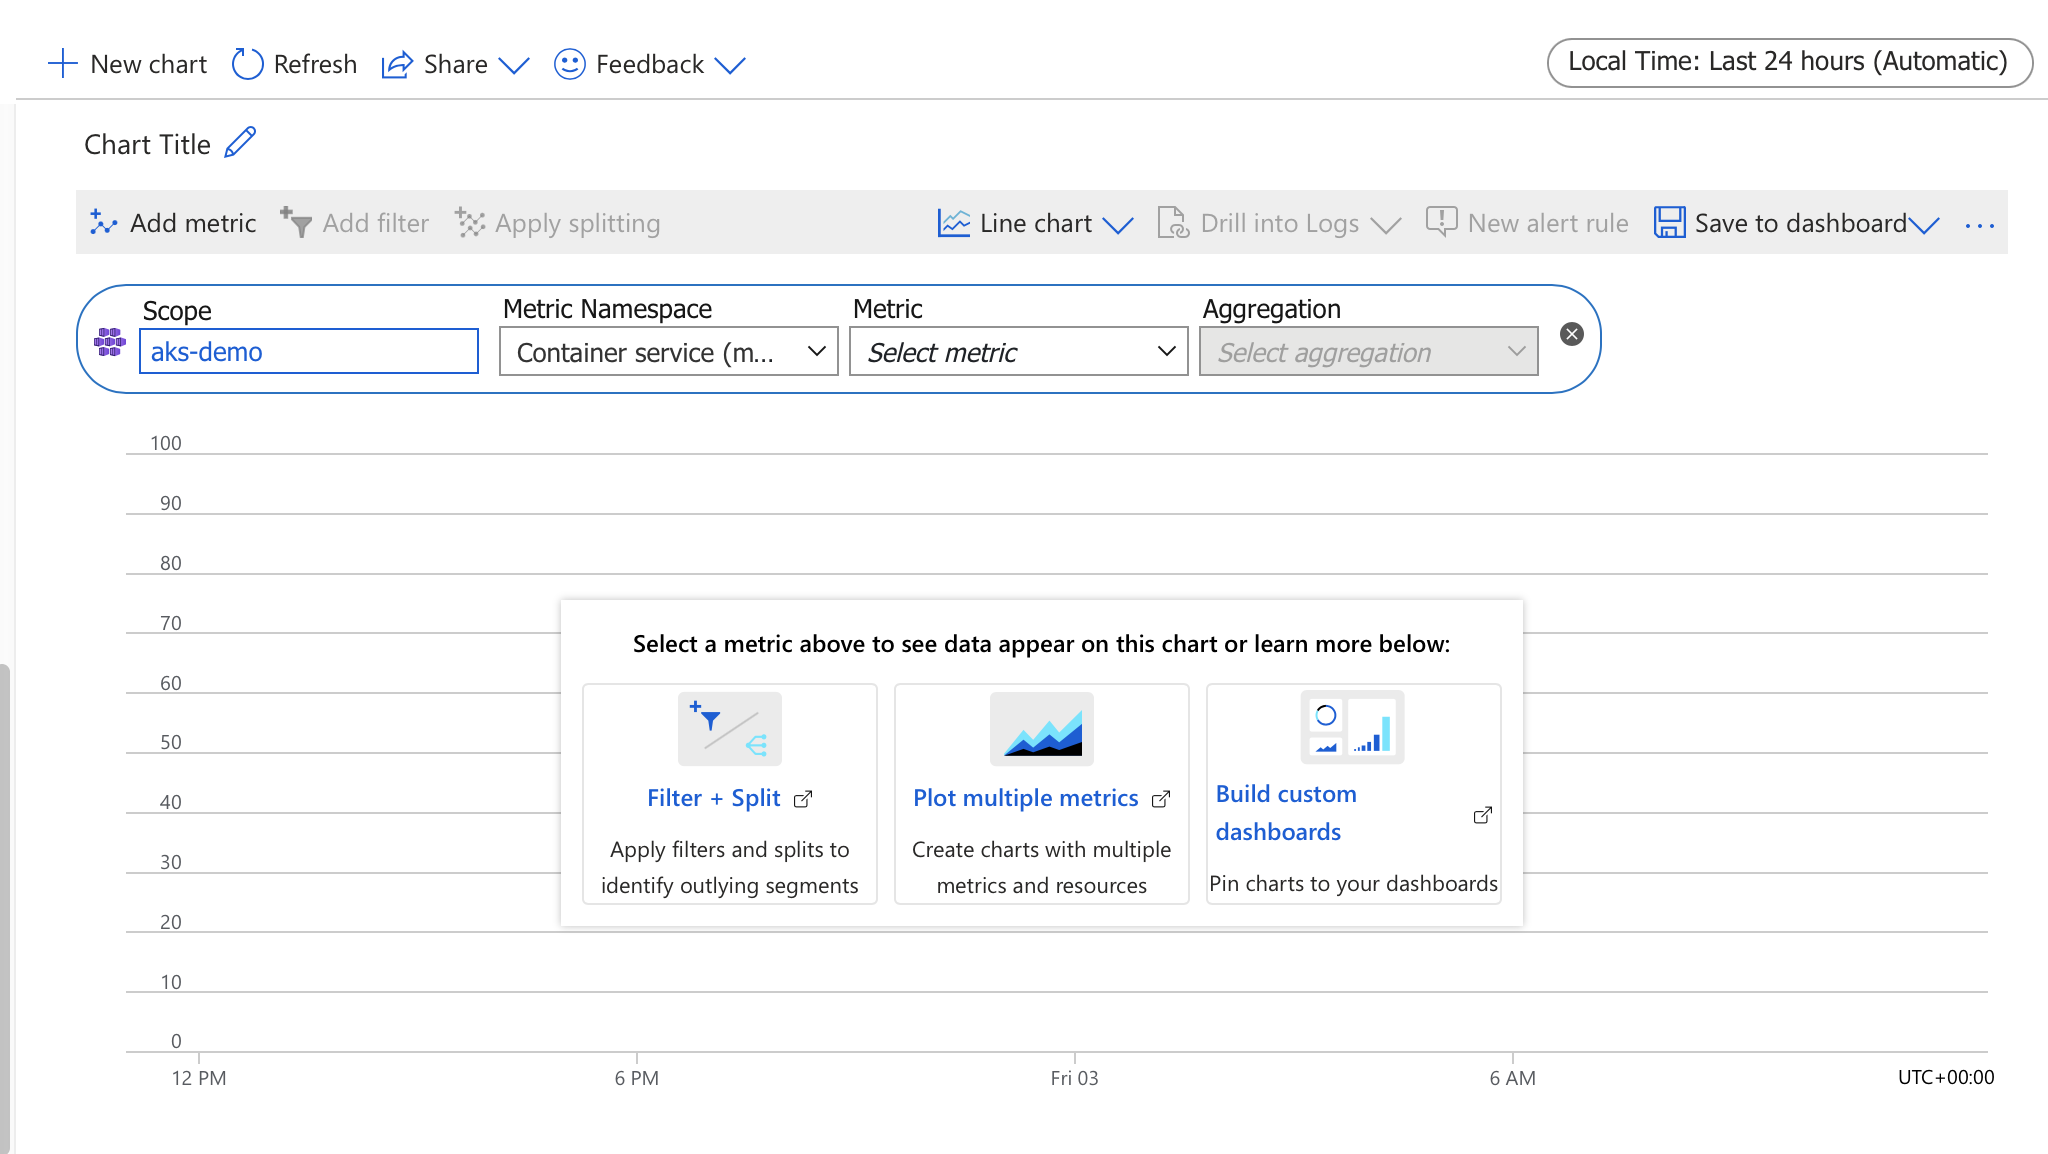 New chart Refresh Share Feedback Local Time: Last 24 hours (Automatic)
Chart Title
Add metric Add filter Apply splitting Line chart Drill into Logs New alert rule Save to dashboard ...
Scope Metric Namespace Metric Aggregation
aks-demo Container service (m... Select metric Select aggregation
100
90
80
70
60
50
40
30
20
10
0
Select a metric above to see data appear on this chart or learn more below:
Filter + Split
Apply filters and splits to
identify outlying segments
Plot multiple metrics
Create charts with multiple
metrics and resources
Build custom
dashboards
Pin charts to your dashboards
12 PM 6 PM Fri 03 6 AM UTC+00:00